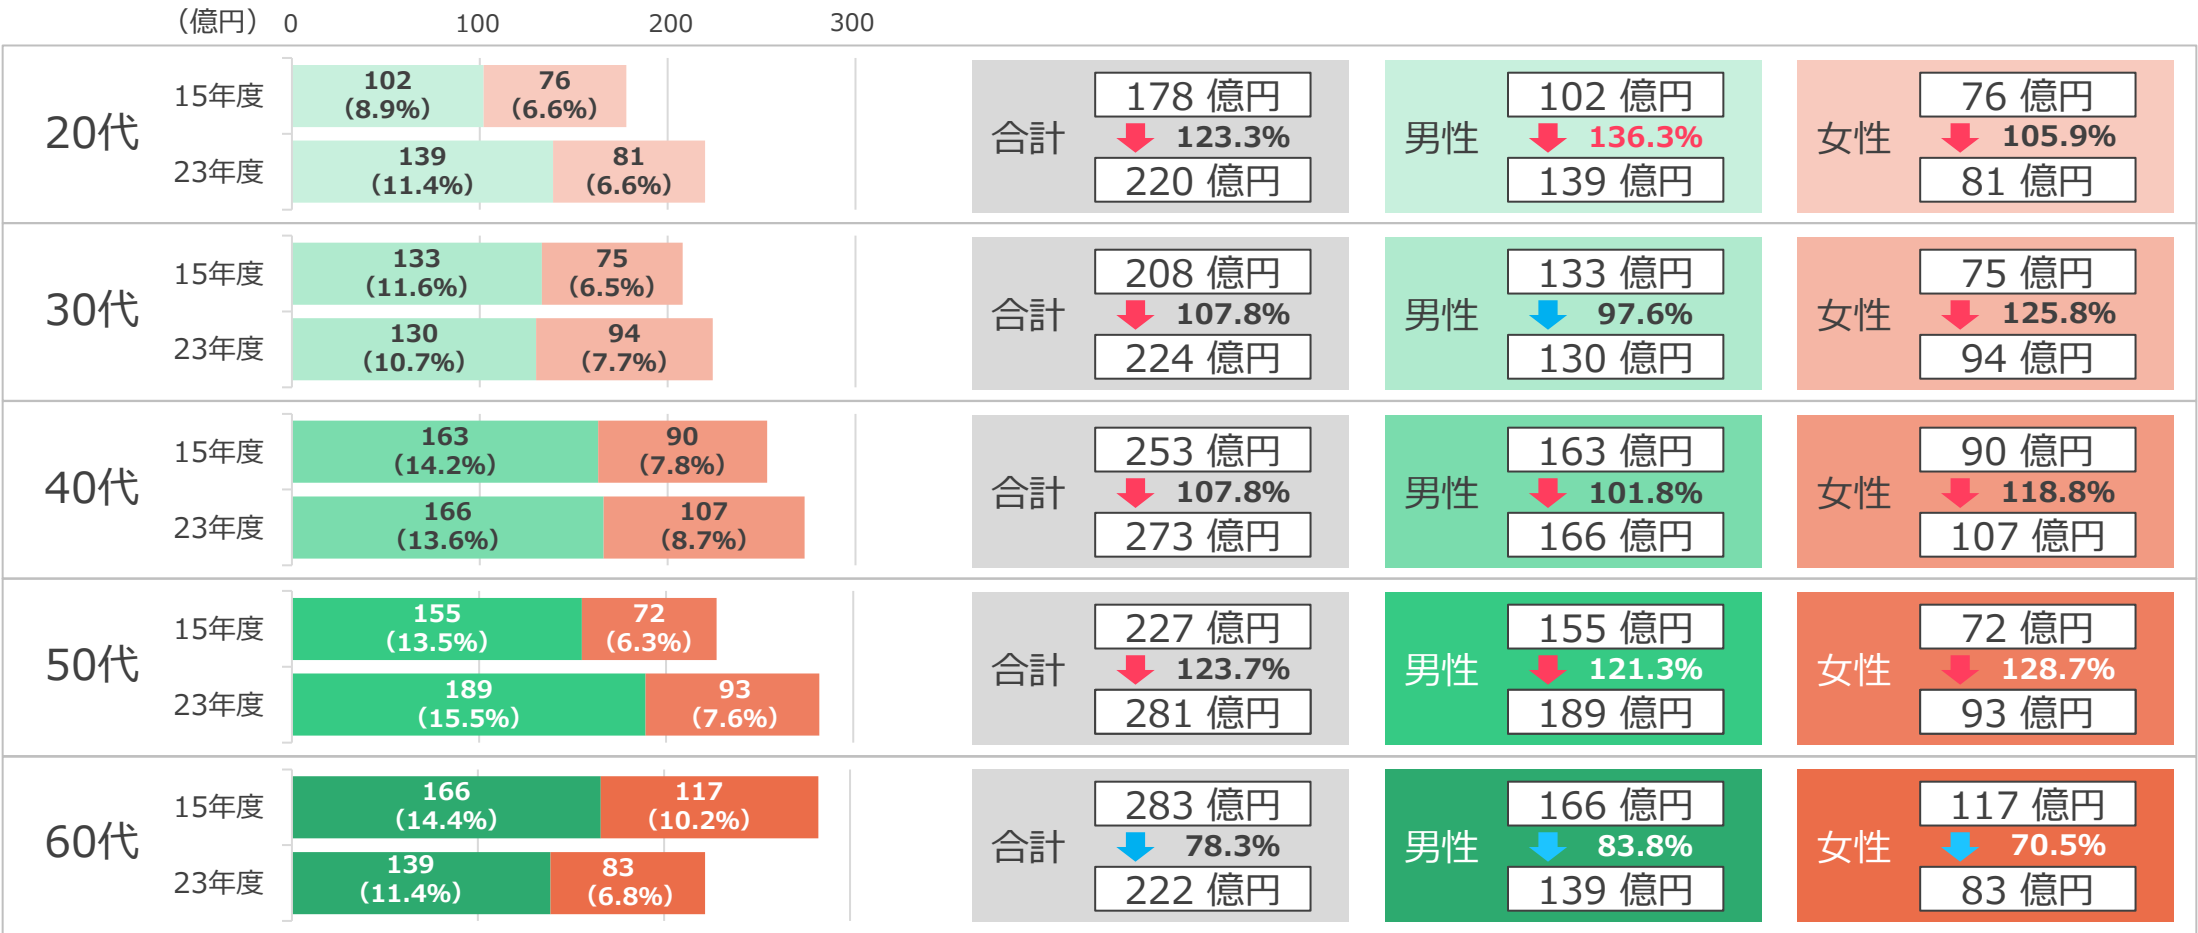 （億円） 0 100 200 300
20代
15年度
102 76
（8.9%） （6.6%）
23年度
139 81
（11.4%） （6.6%）
合計
178 億円
123.3%
220 億円
男性
102 億円
136.3%
139 億円
女性
76 億円
105.9%
81 億円
30代
15年度
133 75
（11.6%） （6.5%）
23年度
130 94
（10.7%） （7.7%）
合計
208 億円
107.8%
224 億円
男性
133 億円
97.6%
130 億円
女性
75 億円
125.8%
94 億円
40代
15年度
163 90
（14.2%） （7.8%）
23年度
166 107
（13.6%） （8.7%）
合計
253 億円
107.8%
273 億円
男性
163 億円
101.8%
166 億円
女性
90 億円
118.8%
107 億円
50代
15年度
155 72
（13.5%） （6.3%）
23年度
189 93
（15.5%） （7.6%）
合計
227 億円
123.7%
281 億円
男性
155 億円
121.3%
189 億円
女性
72 億円
128.7%
93 億円
60代
15年度
166 117
（14.4%） （10.2%）
23年度
139 83
（11.4%） （6.8%）
合計
283 億円
78.3%
222 億円
男性
166 億円
83.8%
139 億円
女性
117 億円
70.5%
83 億円